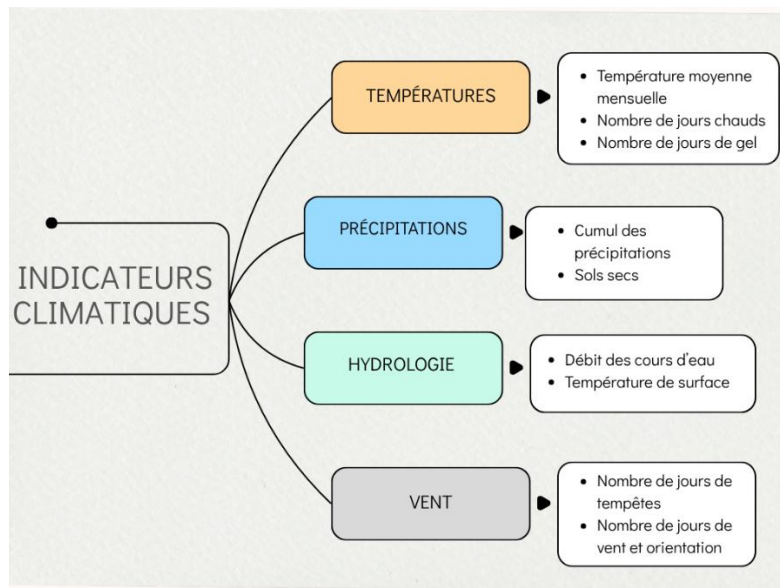 INDICATEURS
CLIMATIQUES
TEMPÉRATURES
• Température moyenne
mensuelle
• Nombre de jours chauds
• Nombre de jours de gel
PRÉCIPITATIONS
• Cumul des
précipitations
• Sols secs
HYDROLOGIE
• Débit des cours d'eau
• Température de surface
VENT
• Nombre de jours de
tempêtes
• Nombre de jours de
vent et orientation